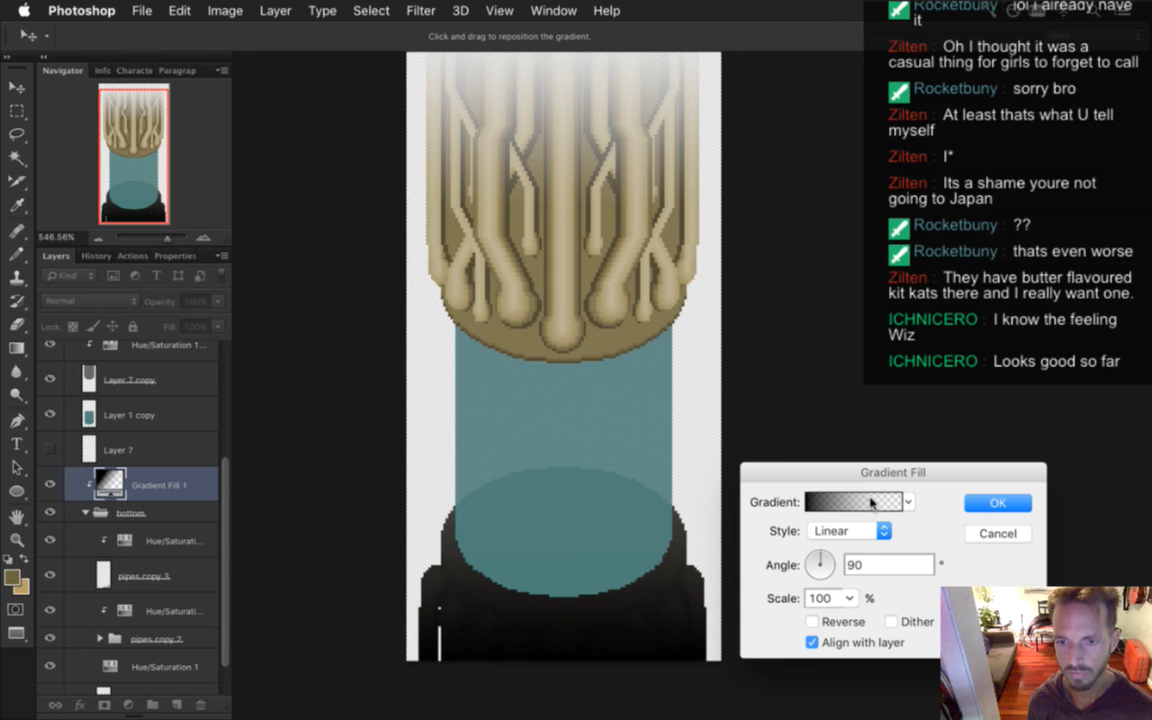 Photoshop File Edit Image Layer Type Select Filter 3D View Window Help
Click and drag to reposition the gradient.
Rocketbuny : lol I already have
it
Zilten : Oh I thought it was a
casual thing for girls to forget to call
Rocketbuny : sorry bro
Zilten : At least thats what U tell
myself
Zilten : I*
Zilten : Its a shame youre not
going to Japan
Rocketbuny : ??
Rocketbuny : thats even worse
Zilten : They have butter flavoured
kit kats there and I really want one.
ICHNICERO : I know the feeling
Wiz
ICHNICERO : Looks good so far
Navigator Info Characte Paragrap
546.56%
Layers History Actions Properties
Kind
Normal Opacity: 100%
Lock: Fill: 100%
Hue/Saturation 1...
Layer 7 copy
Layer 1 copy
Layer 7
Gradient Fill 1
bottom
Hue/Saturati...
pipes copy 3
Hue/Saturati...
pipes copy 2
Hue/Saturation 1
fx
Gradient Fill
Gradient: OK
Style: Linear Cancel
Angle: 90 °
Scale: 100 %
Reverse Dither
Align with layer